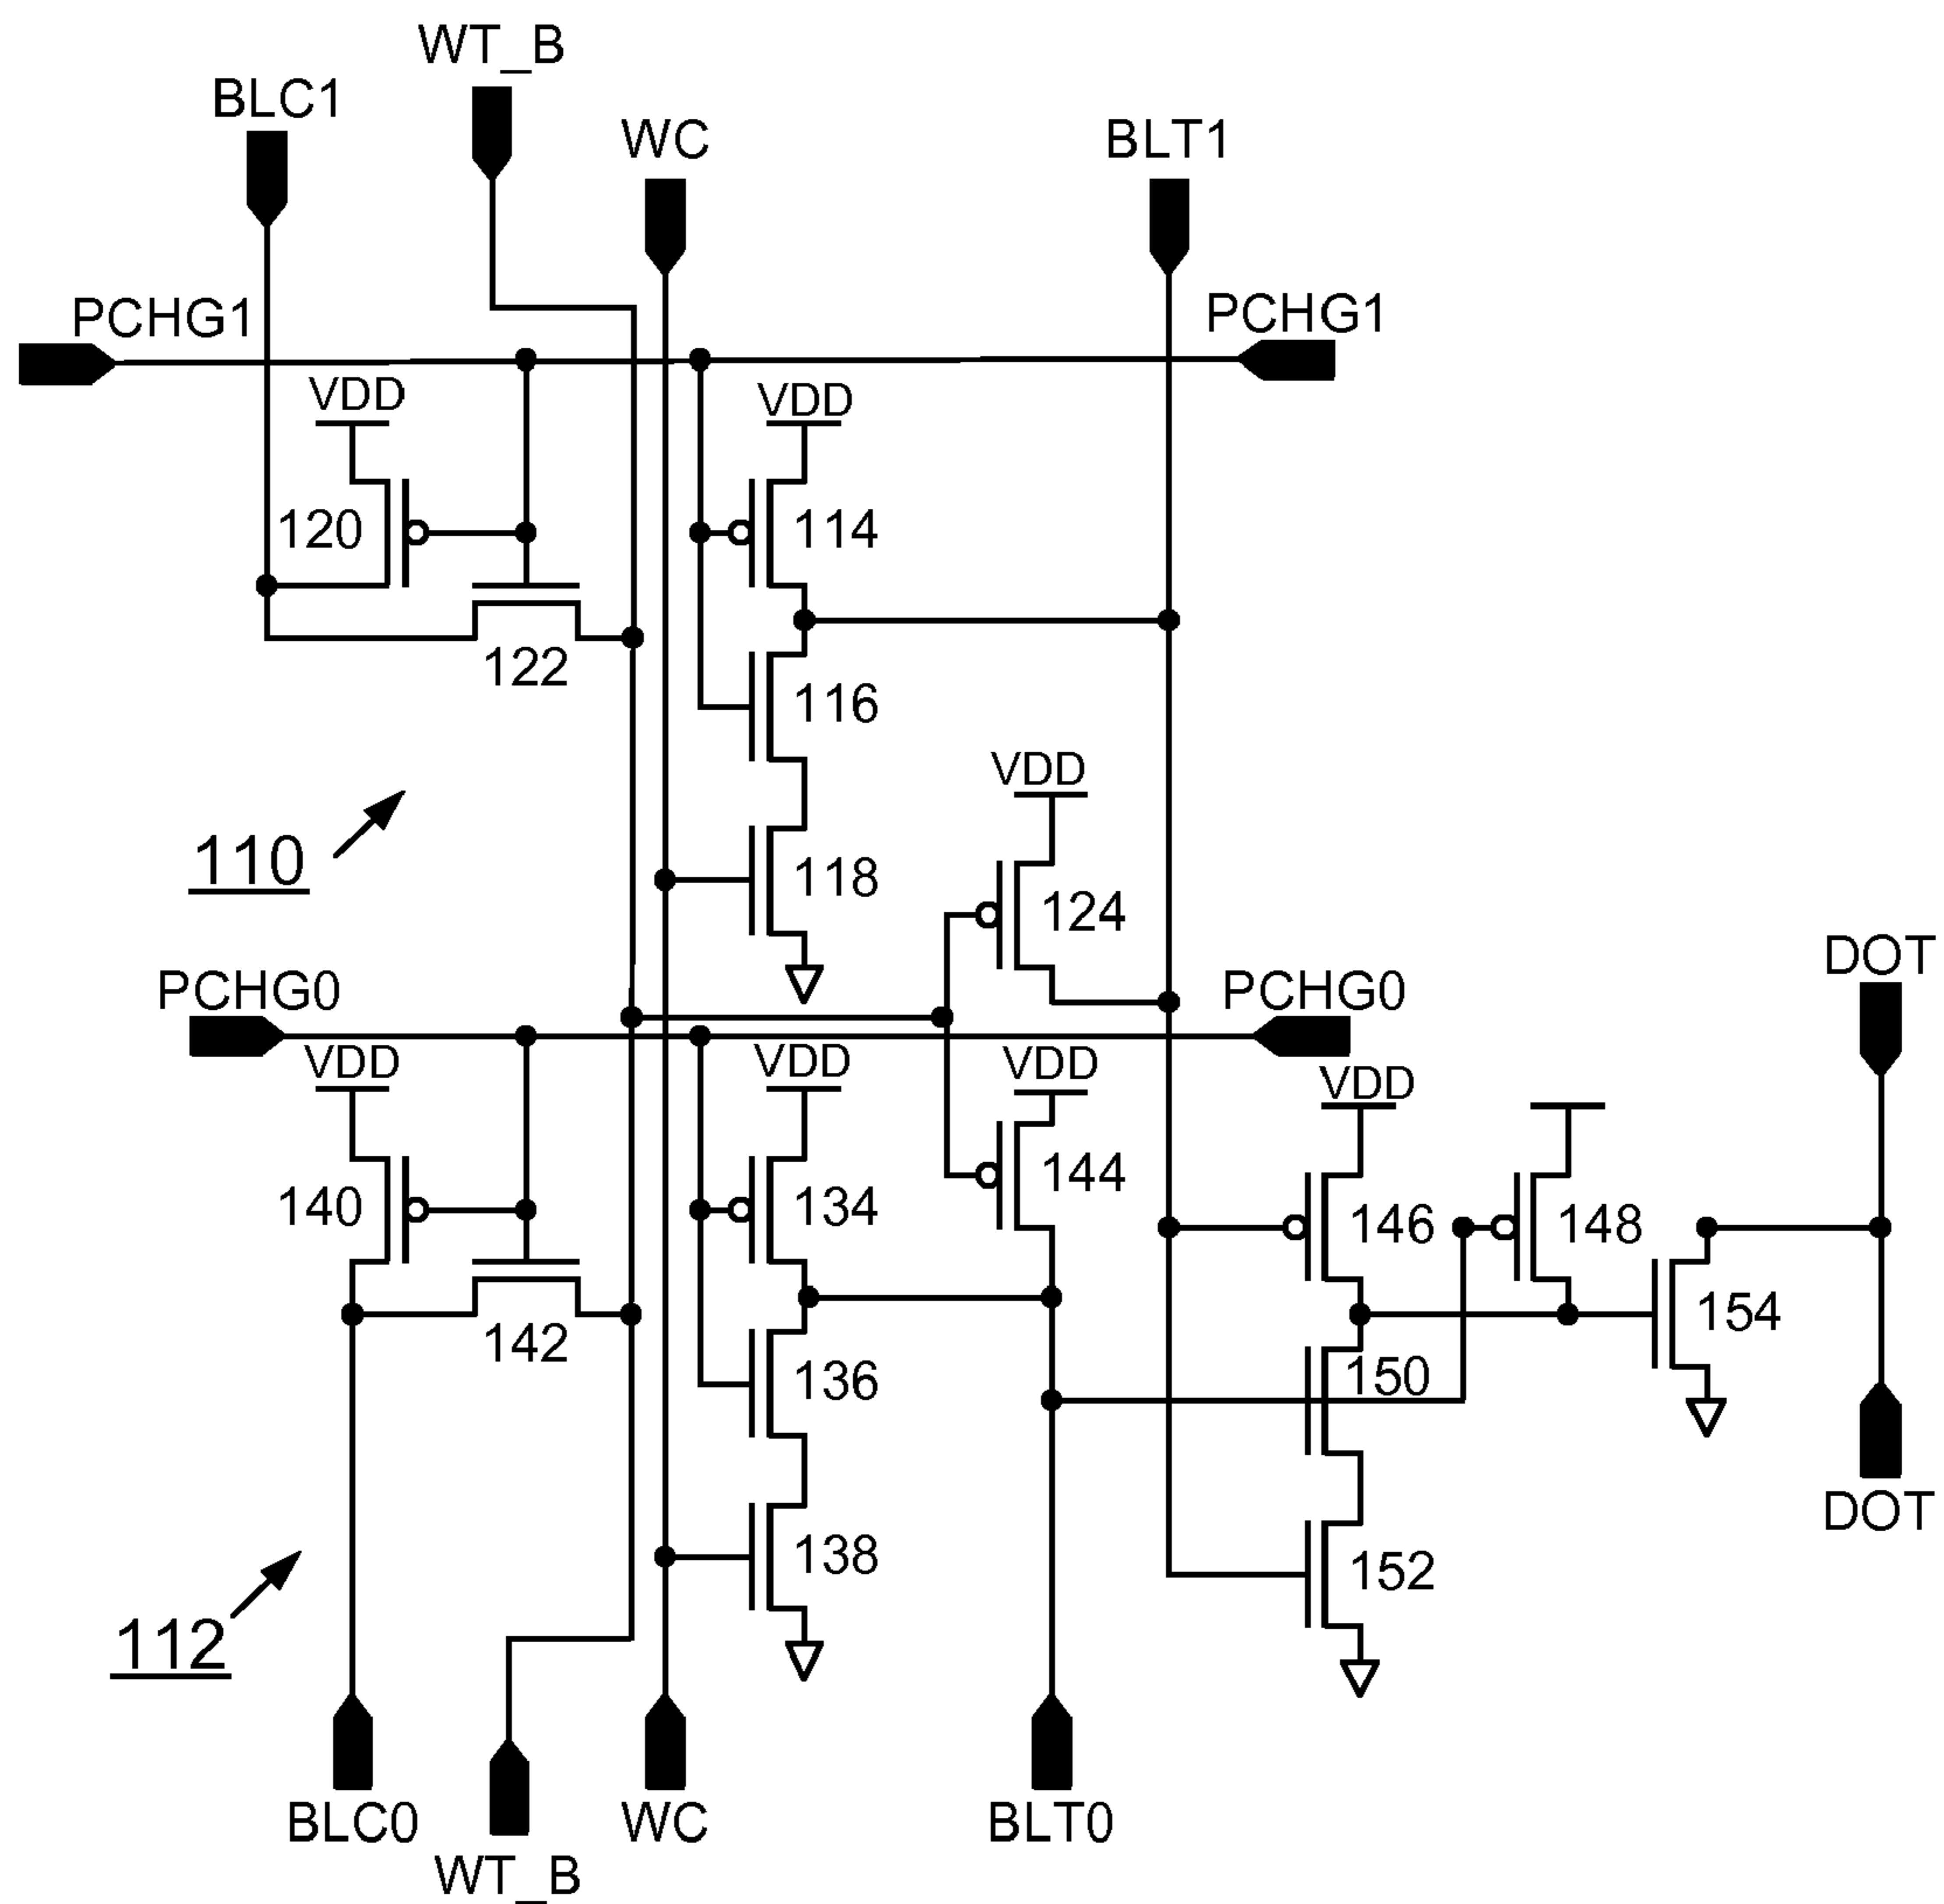 WT_B
BLC1
WC
BLT1
PCHG1
PCHG1
VDD
VDD
120
114
122
116
VDD
110
118
124
DOT
PCHG0
PCHG0
VDD
VDD
VDD
VDD
140
134
144
146
148
142
154
136
150
DOT
138
152
112
BLC0
WC
BLT0
WT_B